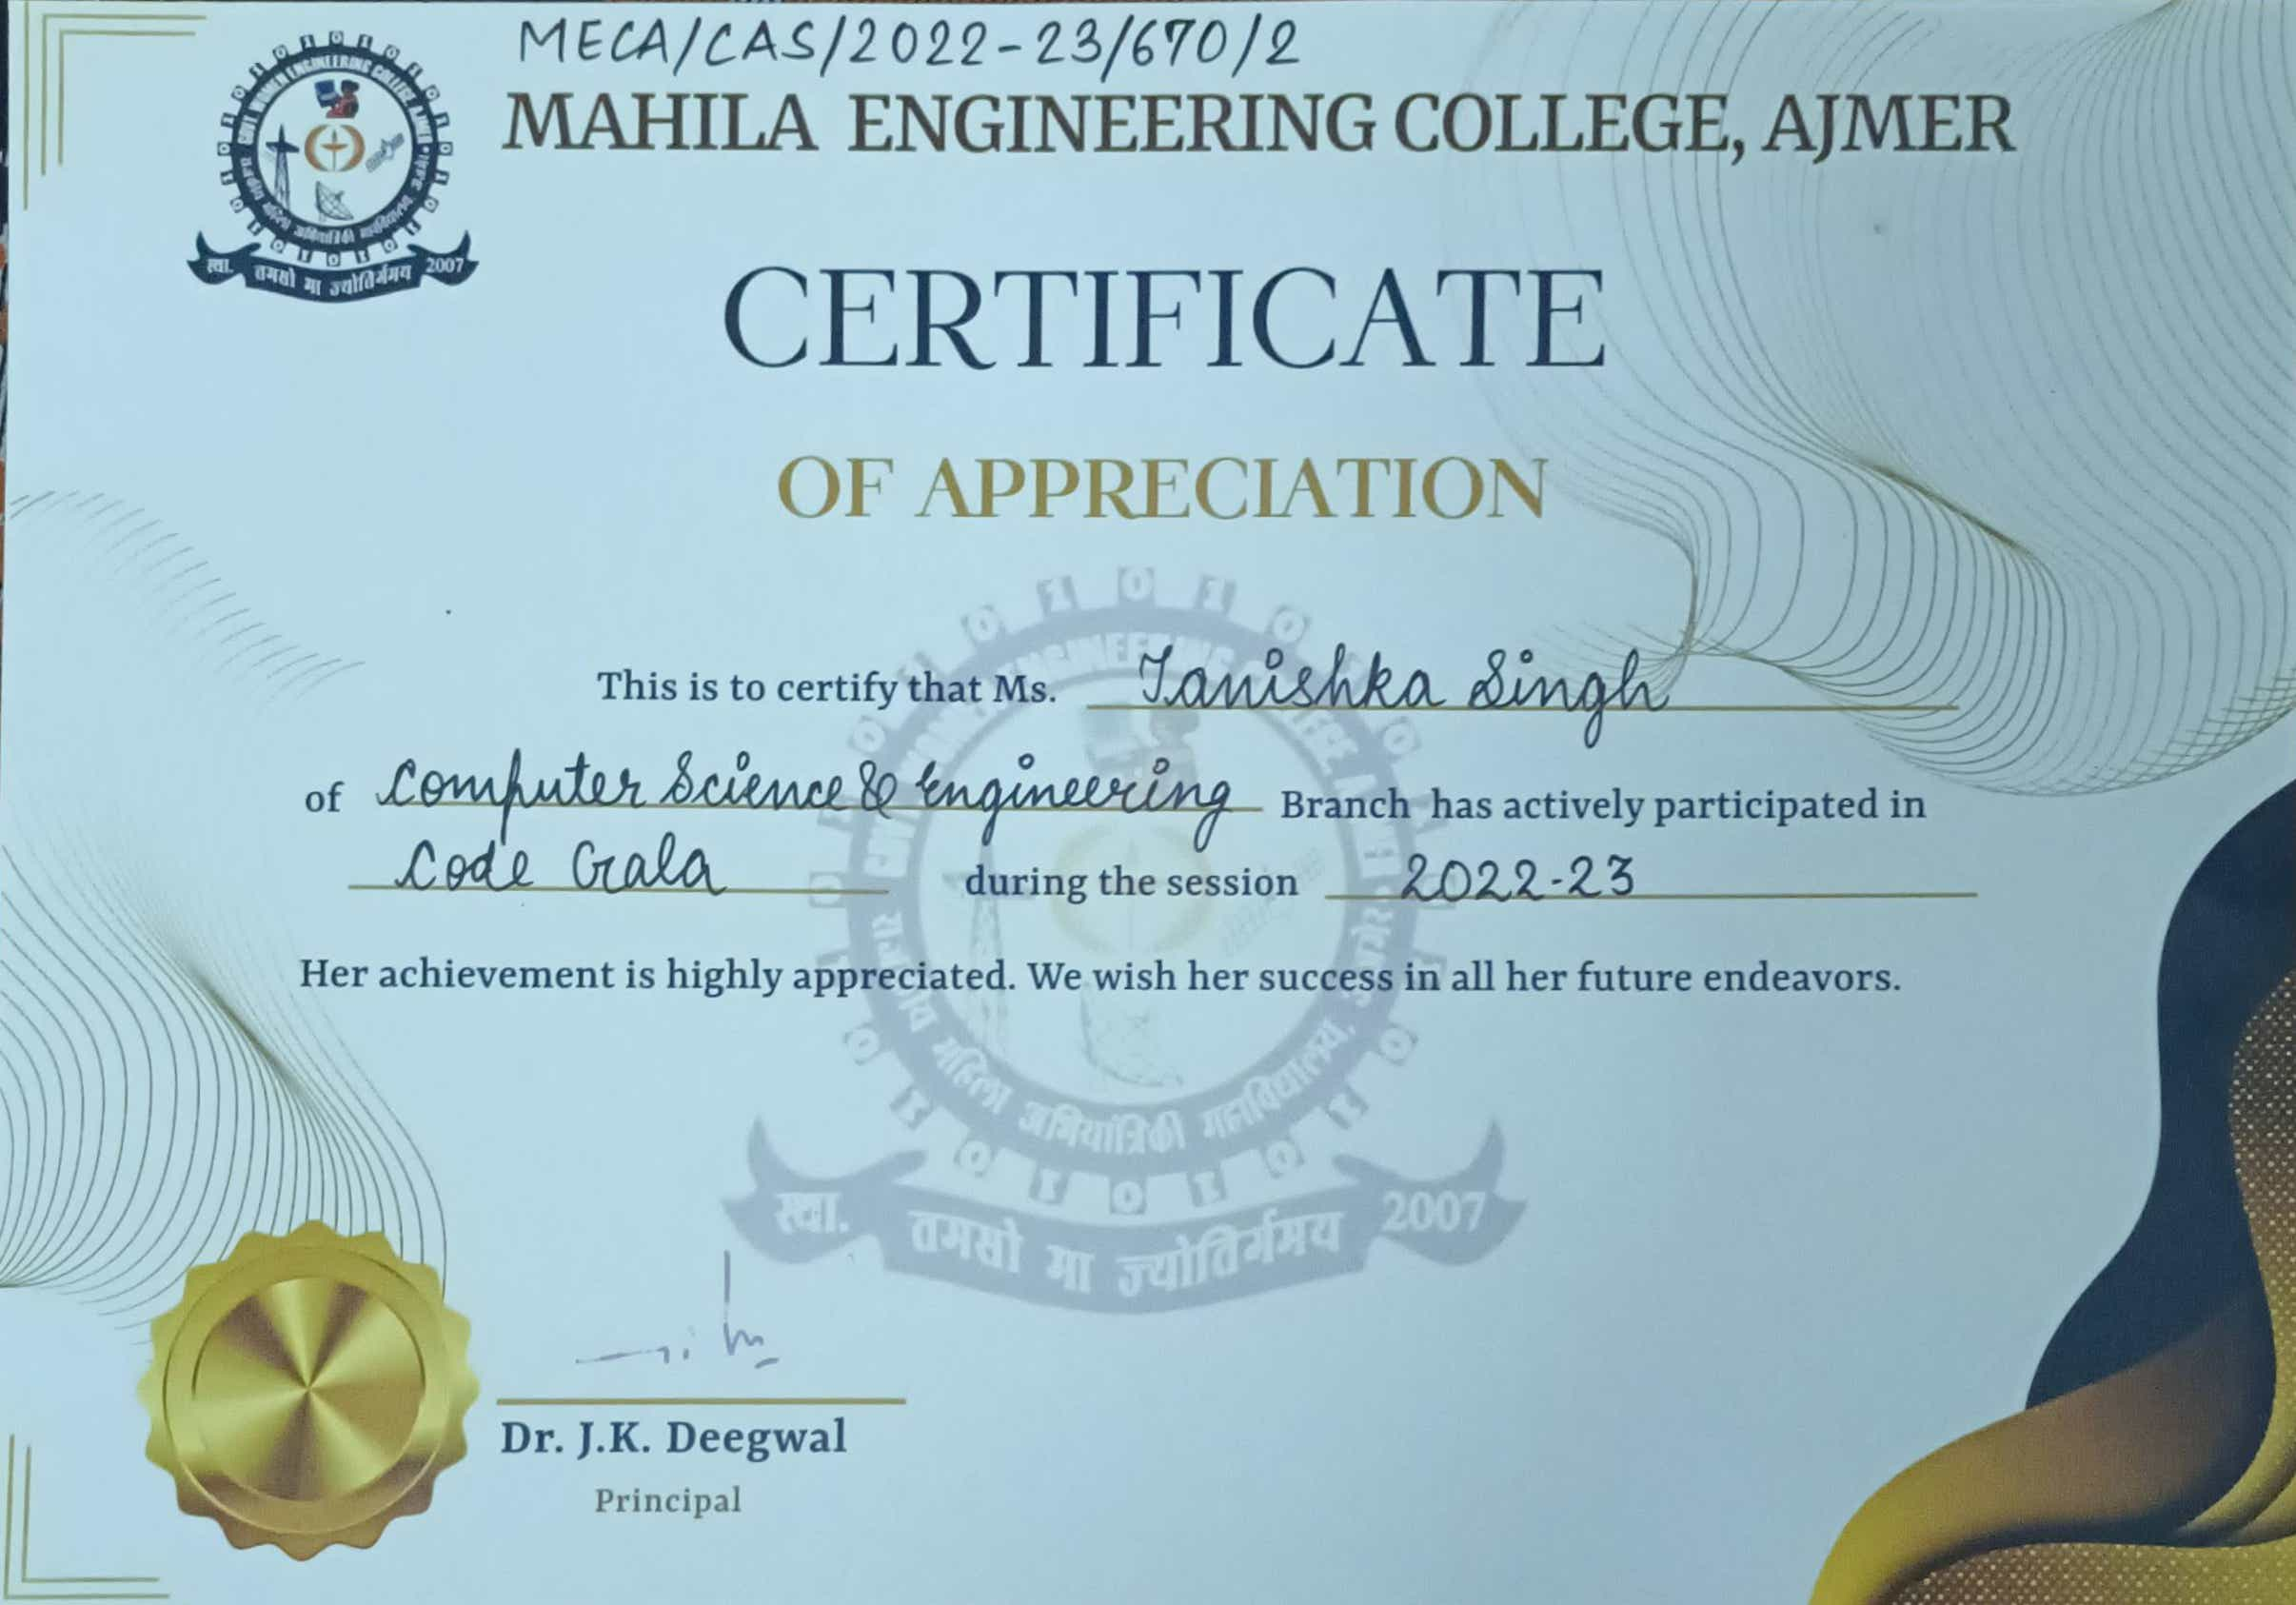 MECA/CAS/2022-23/670/2
MAHILA ENGINEERING COLLEGE, AJMER
स्था. तमसो मा ज्योतिर्गमय 2007
CERTIFICATE
OF APPRECIATION
This is to certify that Ms. Tanishka Singh
of Computer Science & Engineering Branch has actively participated in
Code Gala during the session 2022-23
Her achievement is highly appreciated. We wish her success in all her future endeavors.
स्था. तमसो मा ज्योतिर्गमय 2007
Dr. J.K. Deegwal
Principal